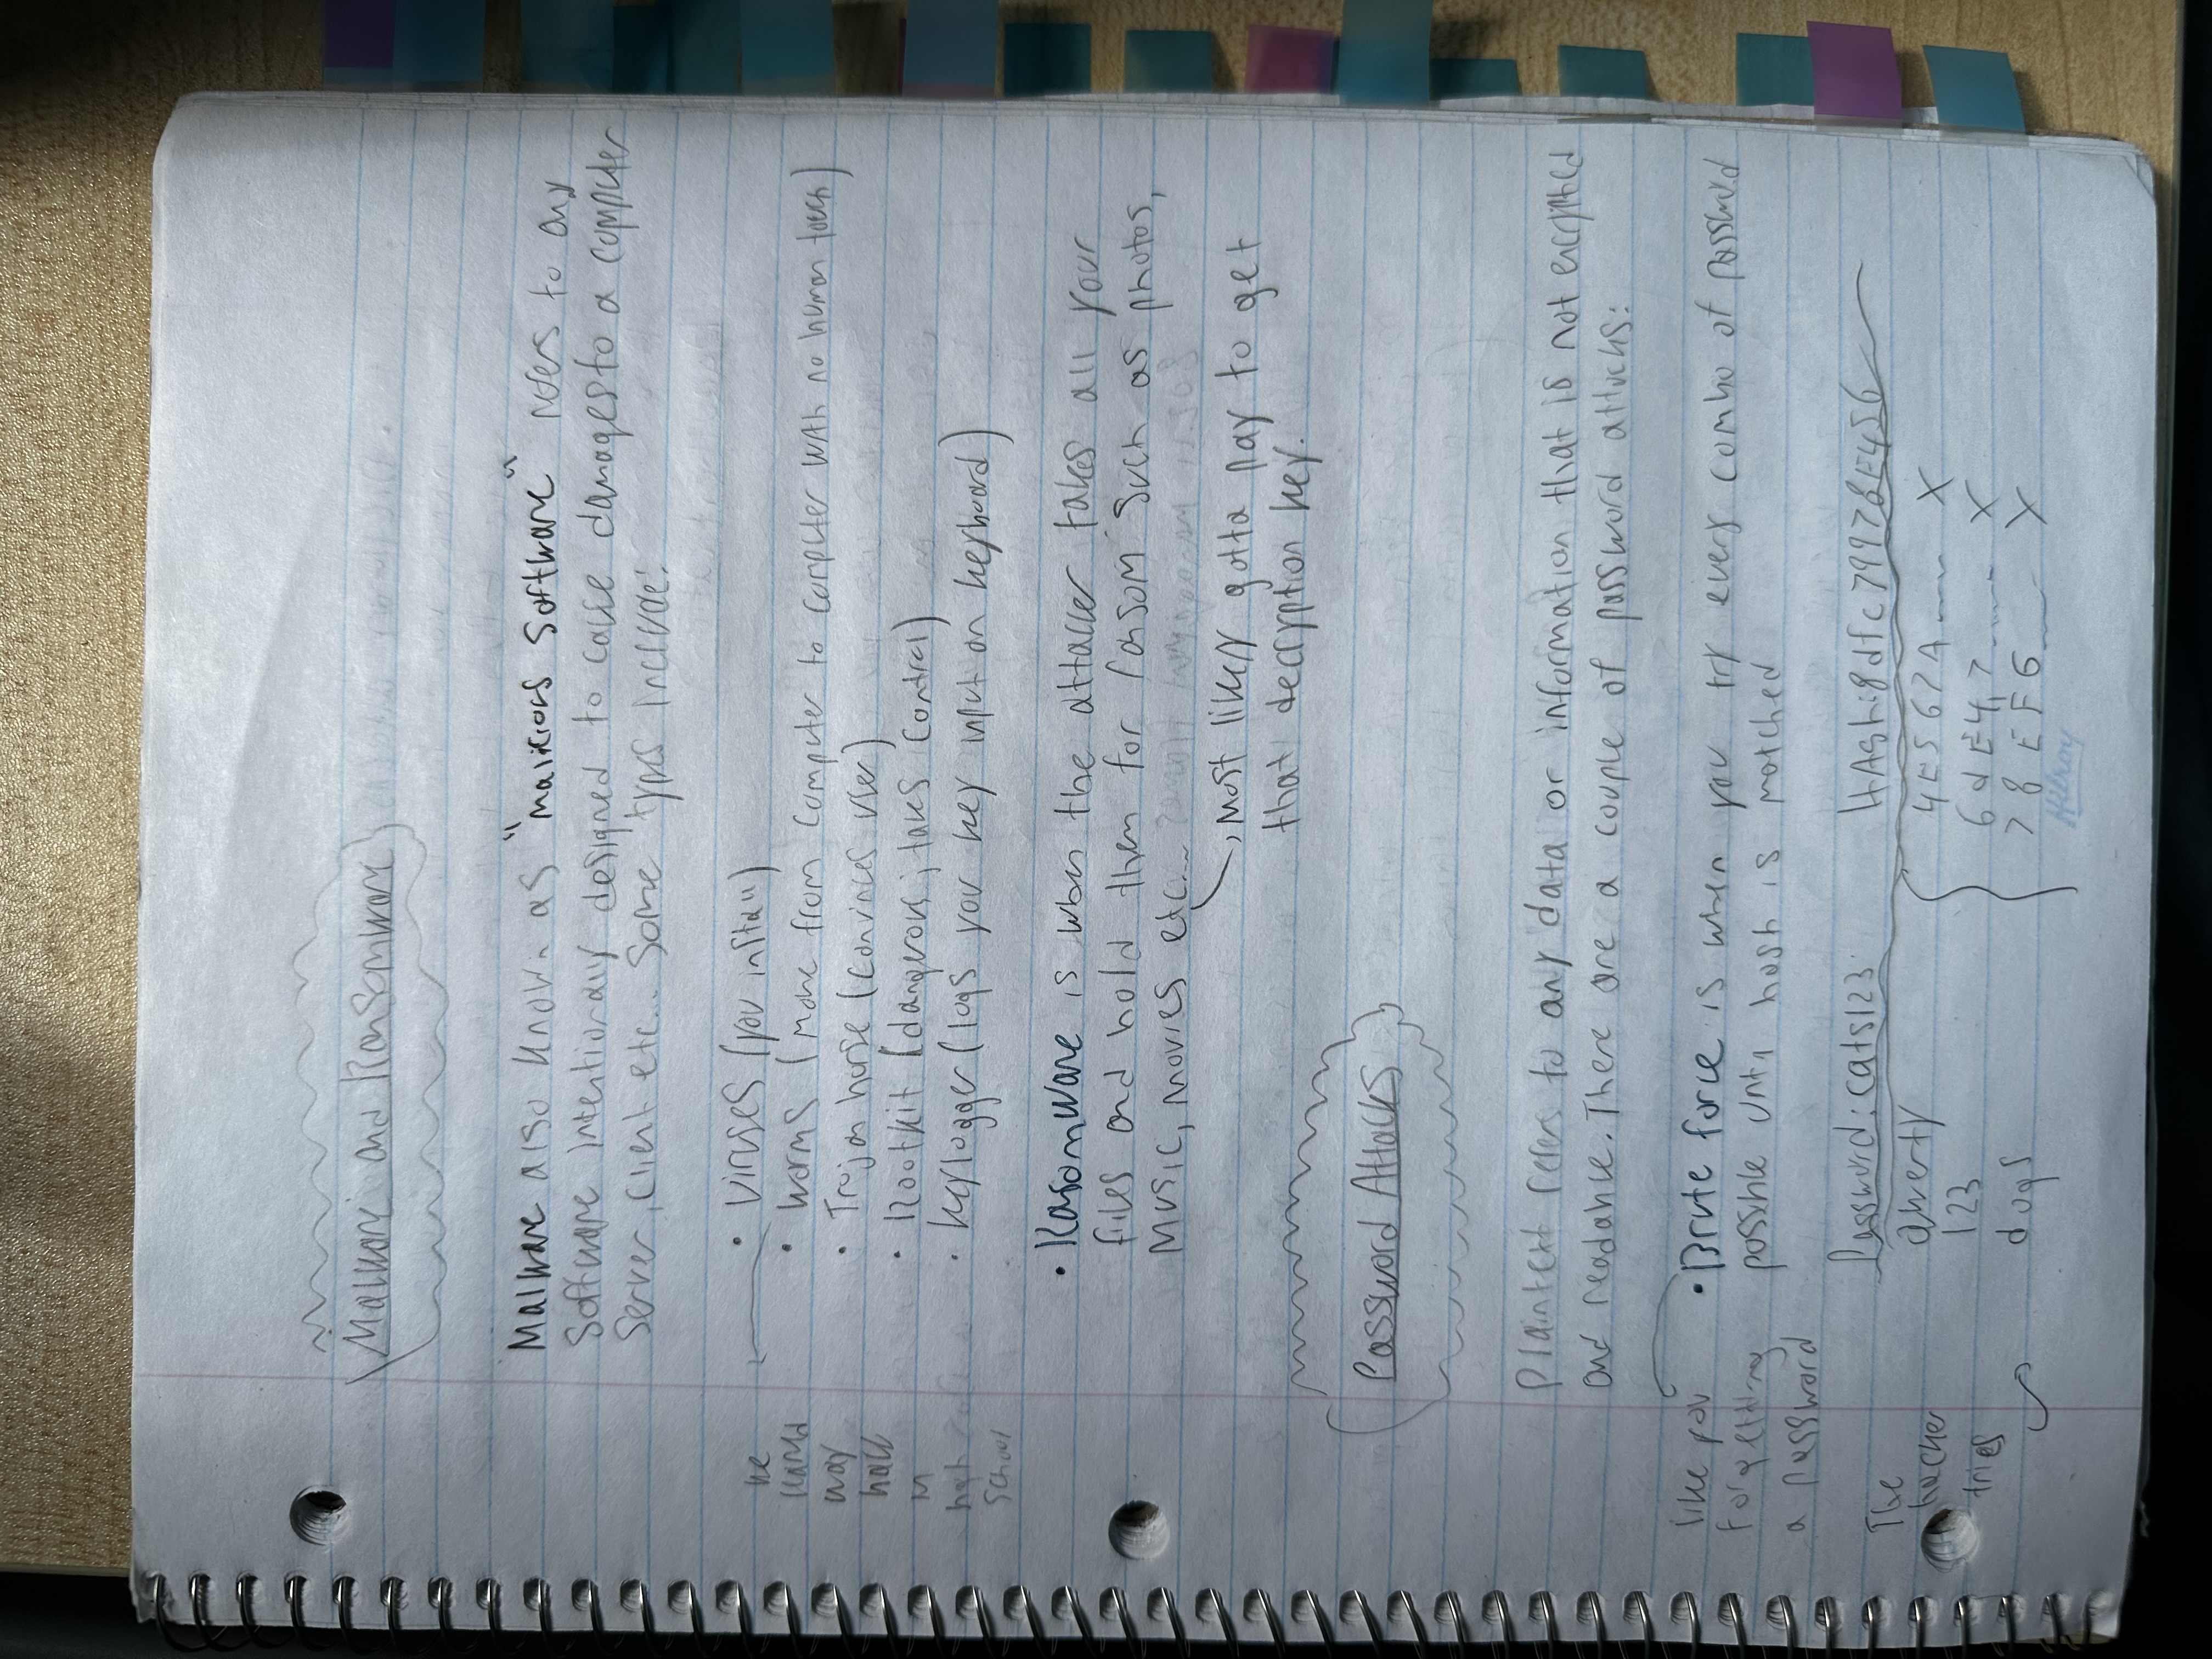 Malware and Ransomware
Malware also known as "malicious software" refers to any
software intentionally designed to cause damages to a computer
server, client etc... Some types include:
• Viruses (you install)
• Worms (move from computer to computer with no human touch)
• Trojan horse (convinces user)
• Rootkit (dangerous; takes control)
• Keylogger (logs you key input on keyboard)
way
back
high
school
• Rasomware is when the attacker takes all your
files and hold them for ransom such as photos,
music, movies etc...
most likely gotta pay to get
that decryption key.
Password Attacks
Plaintext refers to any data or information that is not encrypted
and readable. There are a couple of password attacks:
• Brute force is when you try every combo of password
possible until hash is matched
like you
forgetting
a password
Password: cats123 HAsh: 8dfc79978E456
The
hacker
tries
qwerty 4E567A.... X
123 6dE47..... X
dogs 78EF6... X
Hilroy